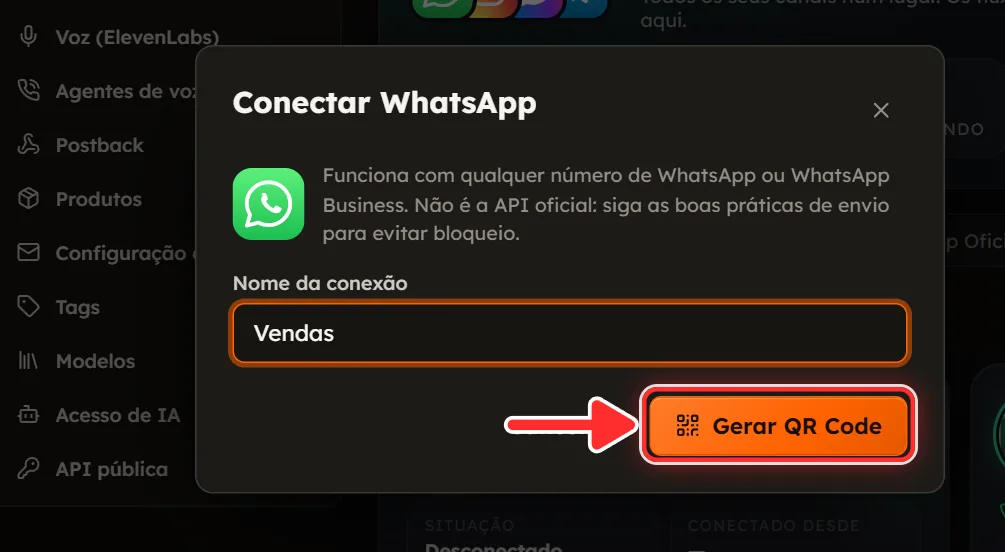 Voz (ElevenLabs)
aqui.
Agentes de voz
Postback
Produtos
Configuração
Tags
Modelos
Acesso de IA
API pública
Conectar WhatsApp
Funciona com qualquer número de WhatsApp ou WhatsApp
Business. Não é a API oficial: siga as boas práticas de envio
para evitar bloqueio.
Nome da conexão
Vendas
Gerar QR Code
SITUAÇÃO
Desconectado
CONECTADO DESDE